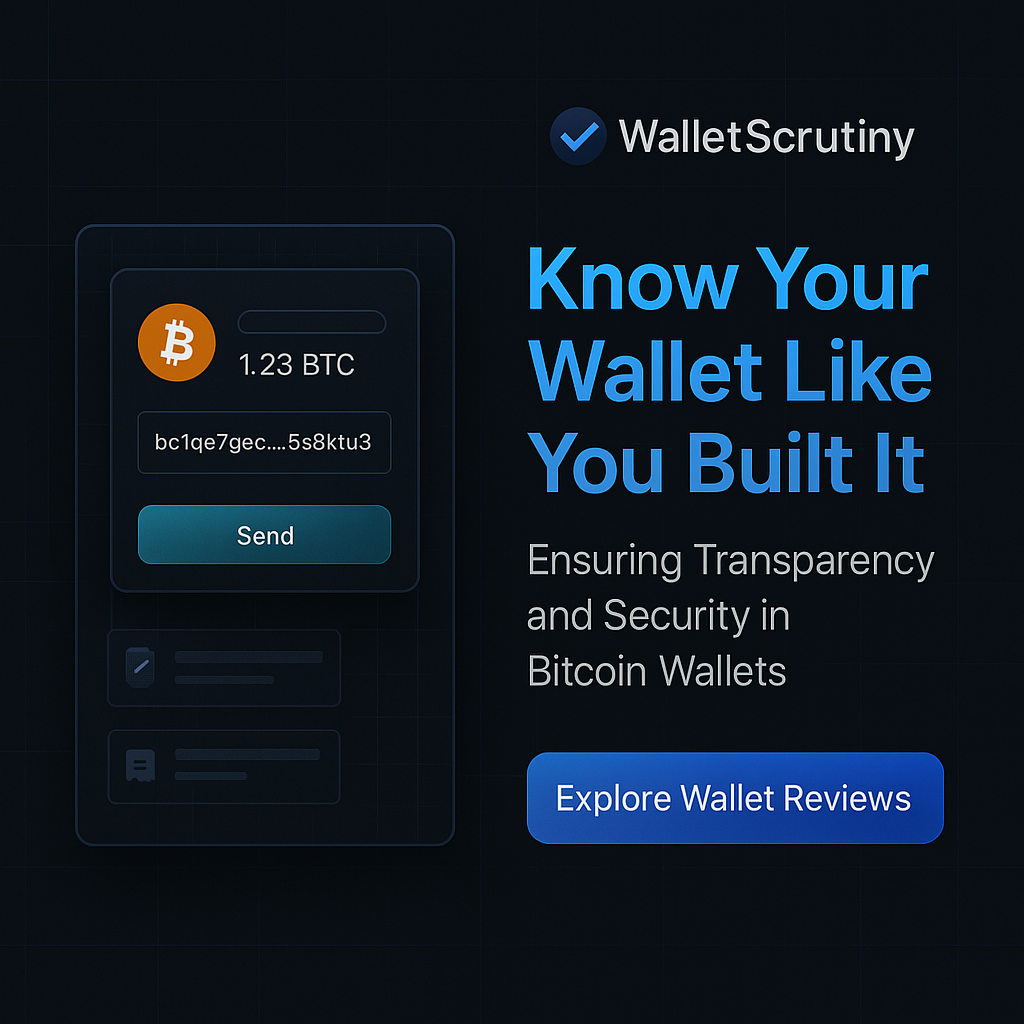 WalletScrutiny
Know Your
Wallet Like
You Built It
Ensuring Transparency
and Security in
Bitcoin Wallets
Explore Wallet Reviews
1.23 BTC
bc1qe7gec....5s8ktu3
Send